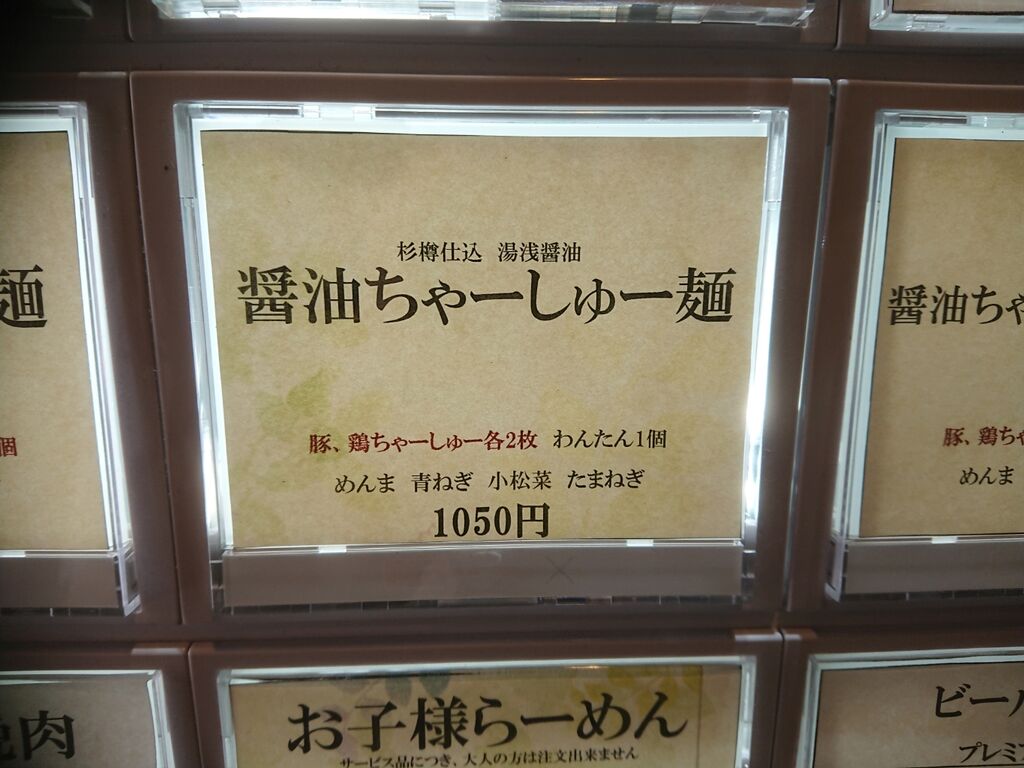 麺
個
杉樽仕込 湯浅醤油
醤油ちゃーしゅー麺
豚、鶏ちゃーしゅー各2枚 わんたん1個
めんま 青ねぎ 小松菜 たまねぎ
1050円
醤油ちゃ
豚、鶏ちゃ
めんま
肉
お子様らーめん
サービス品につき、大人の方は注文出来ません
ビール
プレミ